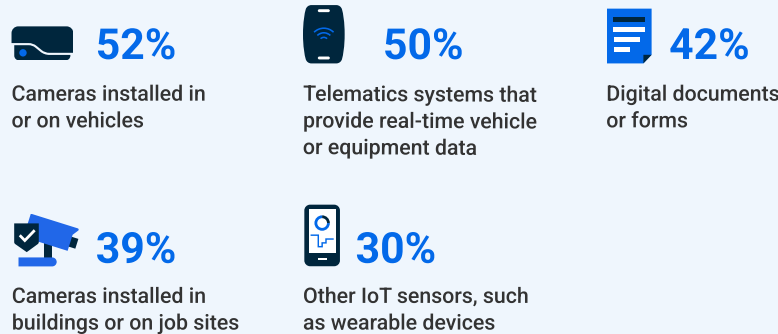 52%
Cameras installed in
or on vehicles
50%
Telematics systems that
provide real-time vehicle
or equipment data
42%
Digital documents
or forms
39%
Cameras installed in
buildings or on job sites
30%
Other IoT sensors, such
as wearable devices